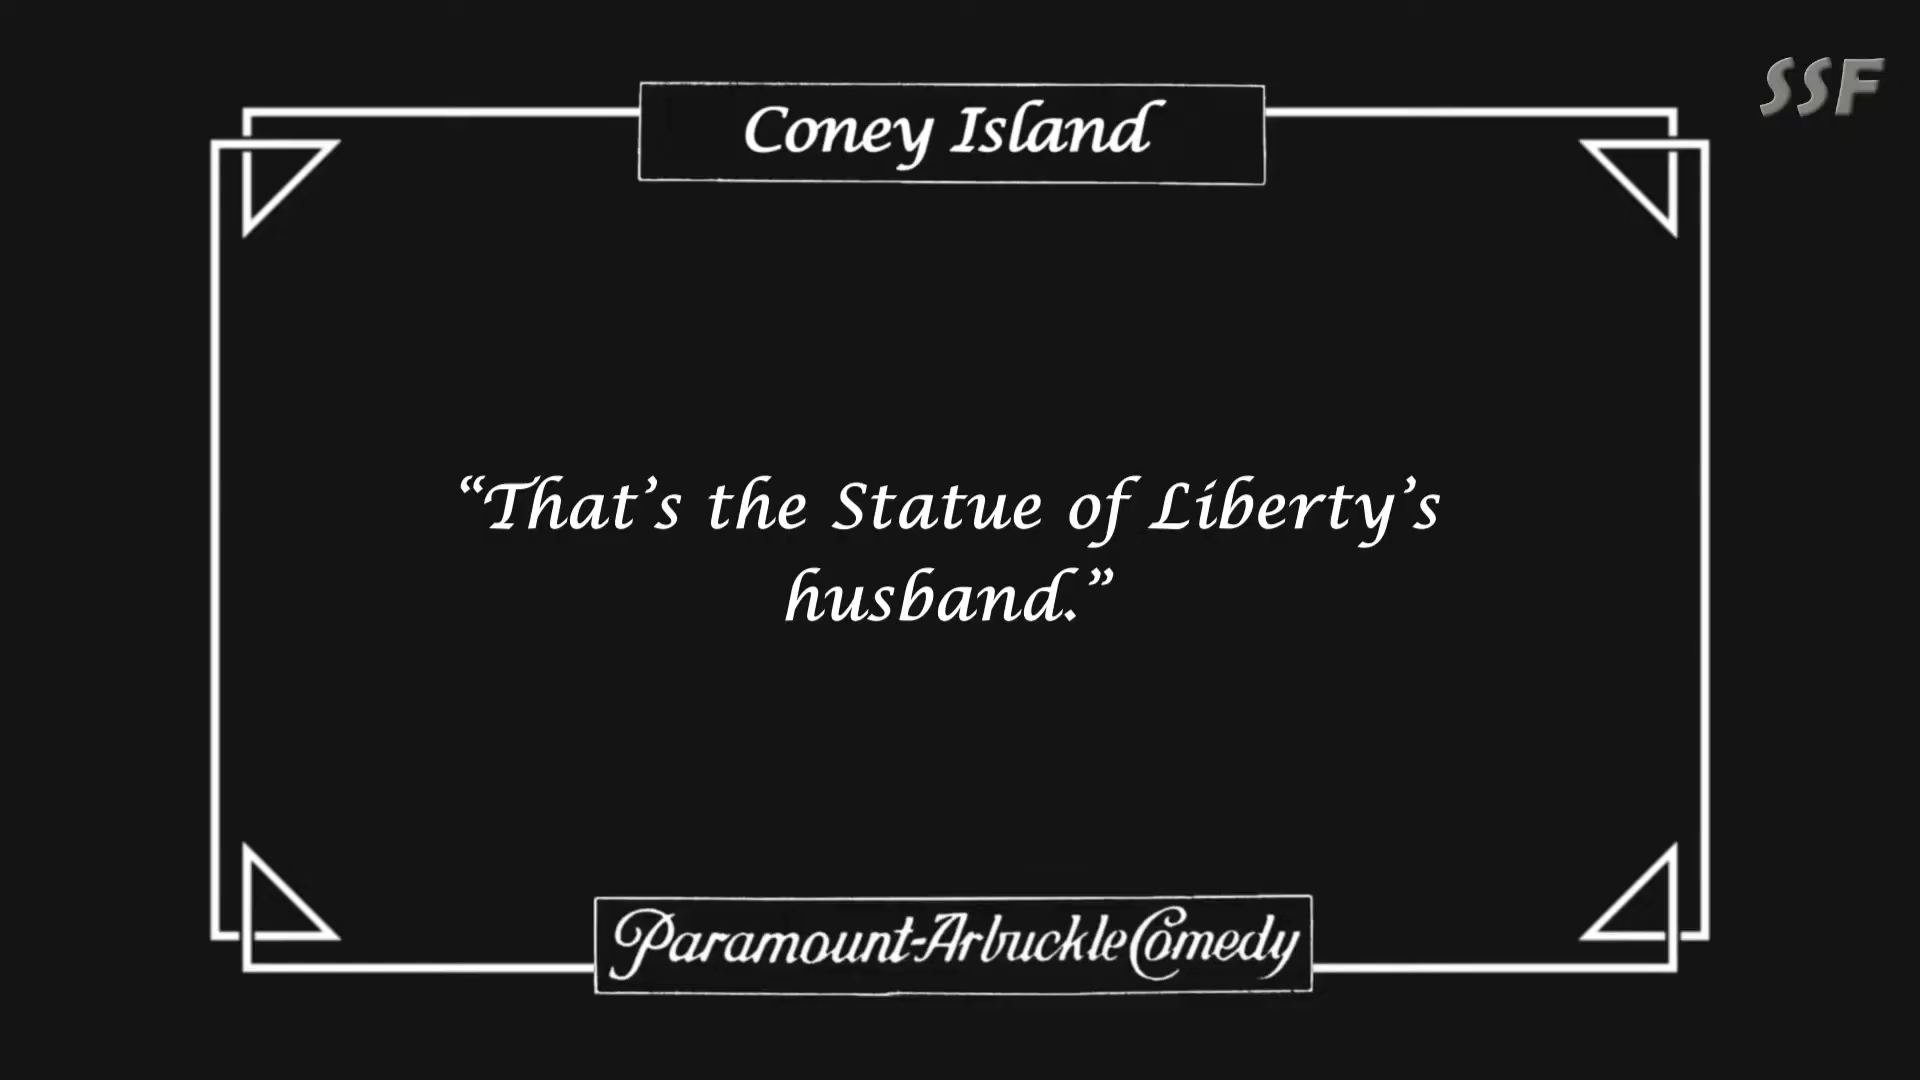 SSF
Coney Island
“That’s the Statue of Liberty’s
husband.”
Paramount-Arbuckle Comedy